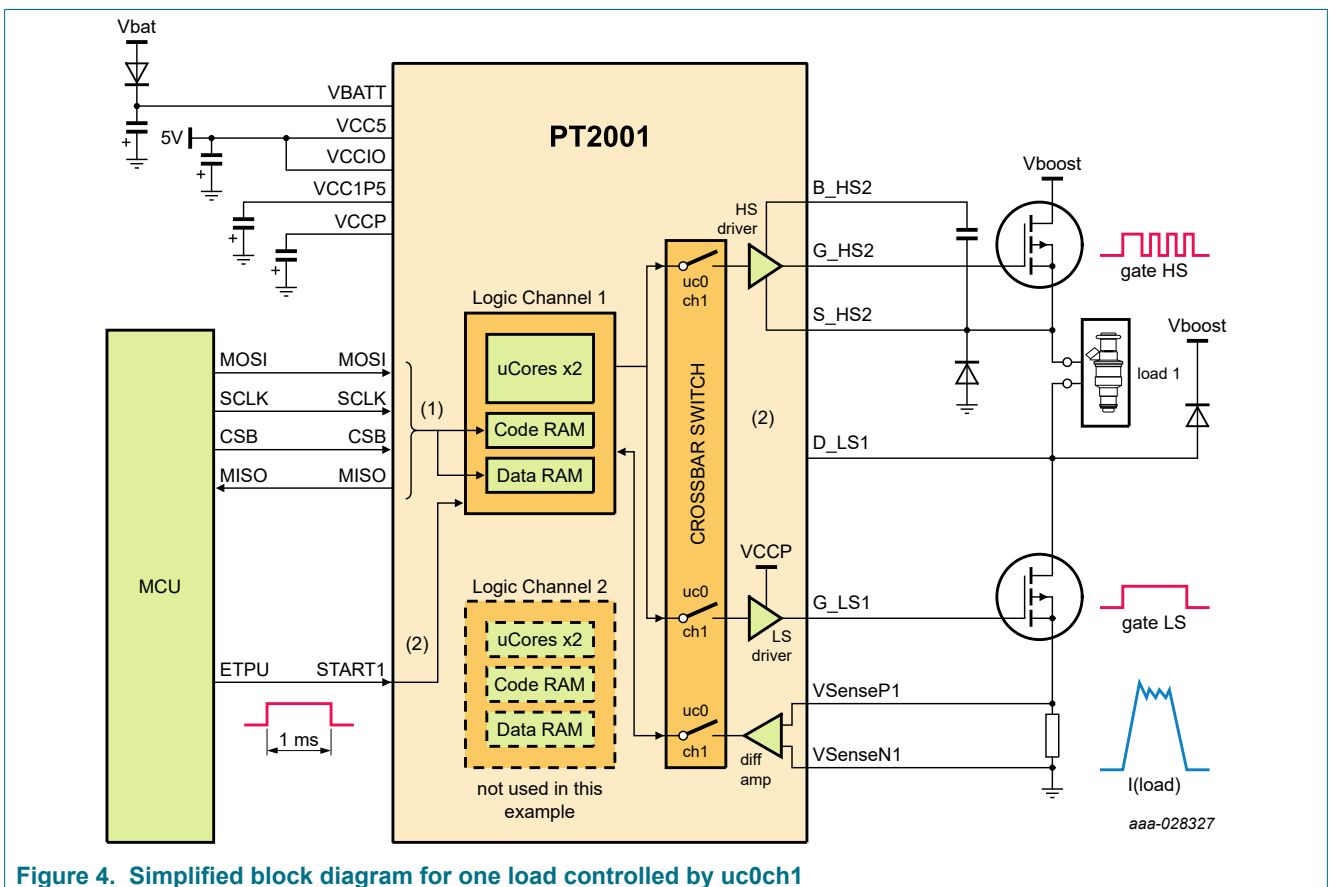 Vbat
VBATT
5V
VCC5
VCCIO
VCC1P5
VCCP
PT2001
MCU
MOSI MOSI
SCLK SCLK
CSB CSB
MISO MISO
(1)
ETPU START1
(2)
1 ms
Logic Channel 1
uCores x2
Code RAM
Data RAM
Logic Channel 2
uCores x2
Code RAM
Data RAM
not used in this
example
CROSSBAR SWITCH
uc0
ch1
uc0
ch1
uc0
ch1
HS
driver
(2)
VCCP
LS
driver
diff
amp
B_HS2
G_HS2
S_HS2
D_LS1
G_LS1
VSenseP1
VSenseN1
Vboost
gate HS
Vboost
load 1
gate LS
I(load)
aaa-028327
Figure 4. Simplified block diagram for one load controlled by uc0ch1